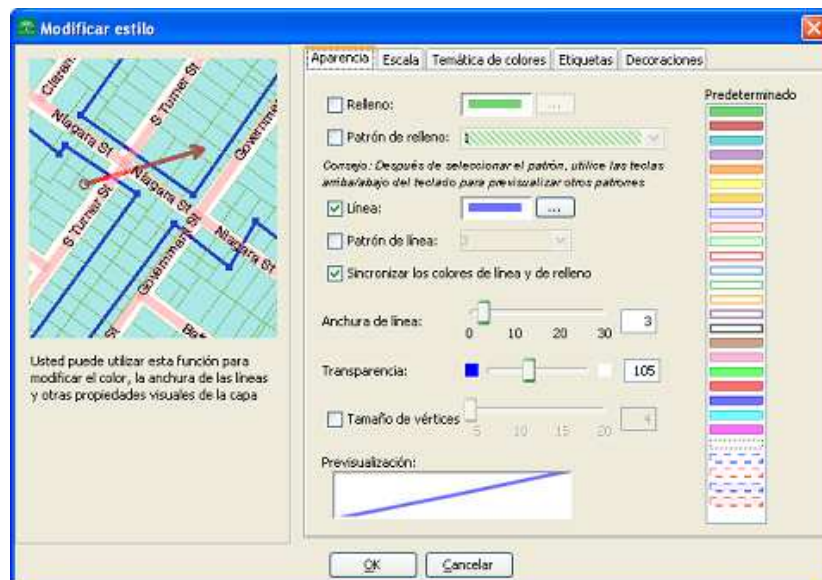 Modificar estilo
Claran
S Turner St
Niagara St
Government
Niagara St
Niagara St
S Turner St
Government St
St
Usted puede utilizar esta función para
modificar el color, la anchura de las líneas
y otras propiedades visuales de la capa
Aparencia Escala Temática de colores Etiquetas Decoraciones
Relleno: ...
Patrón de relleno: 1
Consejo: Después de seleccionar el patrón, utilice las teclas
arriba/abajo del teclado para previsualizar otros patrones
Línea: ...
Patrón de línea: 3
Sincronizar los colores de línea y de relleno
Anchura de línea: 3
0 10 20 30
Transparencia: 105
Tamaño de vértices 4
5 10 15 20
Previsualización:
Predeterminado
OK Cancelar